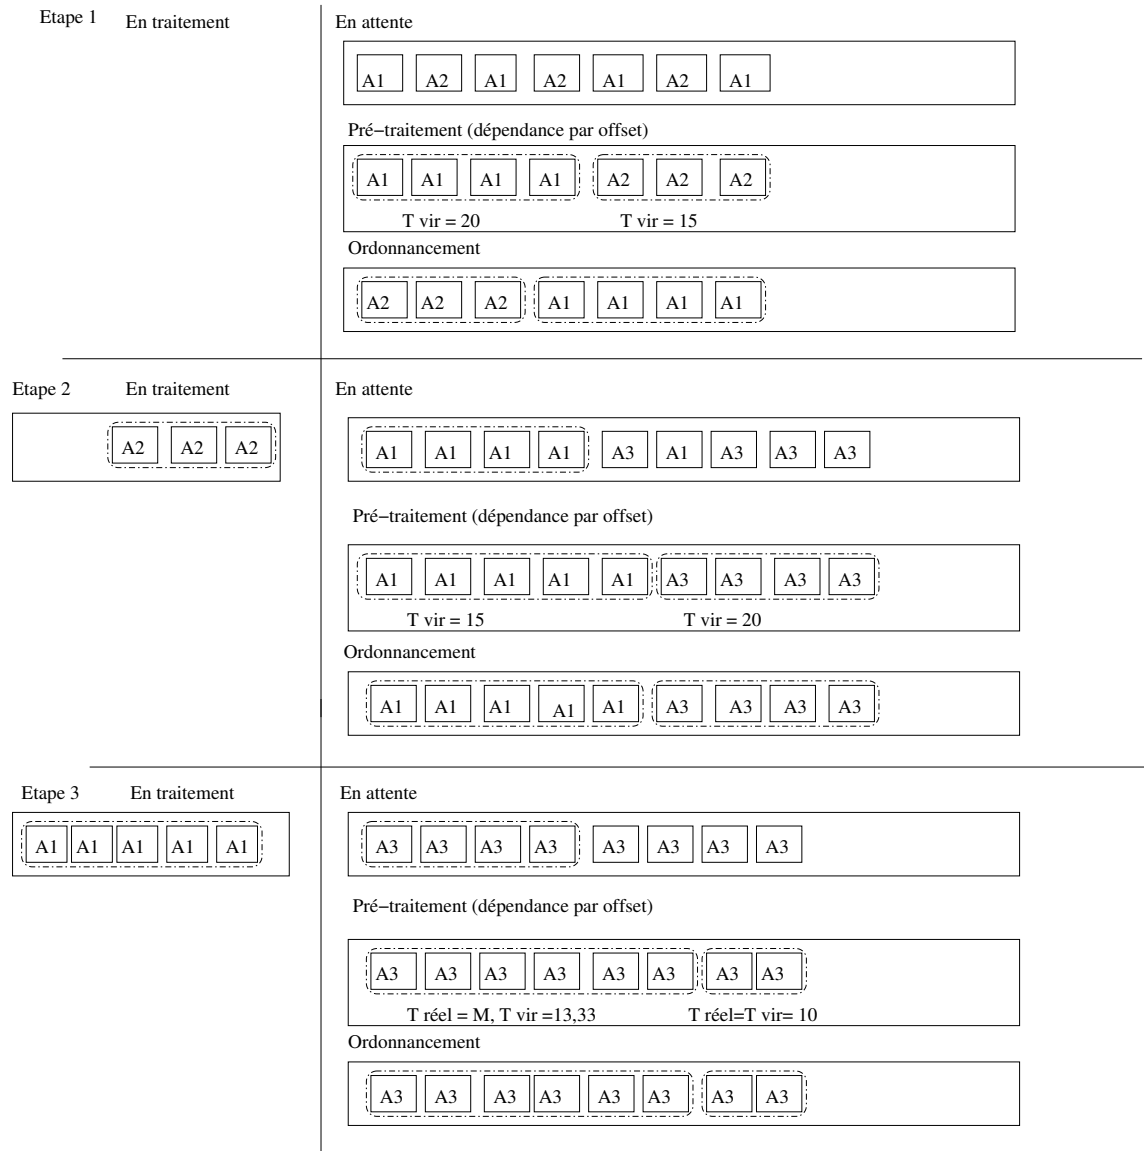 Etape 1 En traitement En attente
A1 A2 A1 A2 A1 A2 A1
Pré−traitement (dépendance par offset)
A1 A1 A1 A1 A2 A2 A2
T vir = 20 T vir = 15
Ordonnancement
A2 A2 A2 A1 A1 A1 A1
Etape 2 En traitement En attente
A2 A2 A2 A1 A1 A1 A1 A3 A1 A3 A3 A3
Pré−traitement (dépendance par offset)
A1 A1 A1 A1 A1 A3 A3 A3 A3
T vir = 15 T vir = 20
Ordonnancement
A1 A1 A1 A1 A1 A3 A3 A3 A3
Etape 3 En traitement En attente
A1 A1 A1 A1 A1 A3 A3 A3 A3 A3 A3 A3 A3
Pré−traitement (dépendance par offset)
A3 A3 A3 A3 A3 A3 A3 A3
T réel = M, T vir =13,33 T réel=T vir= 10
Ordonnancement
A3 A3 A3 A3 A3 A3 A3 A3